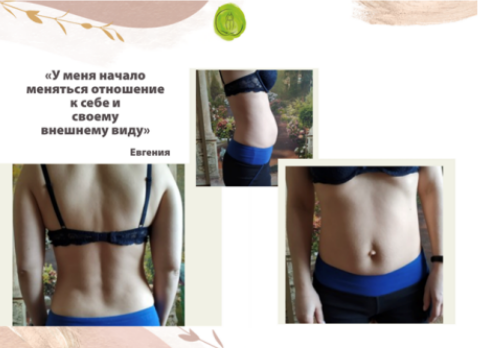 «У меня начало
меняться отношение
к себе и
своему
внешнему виду»
Евгения